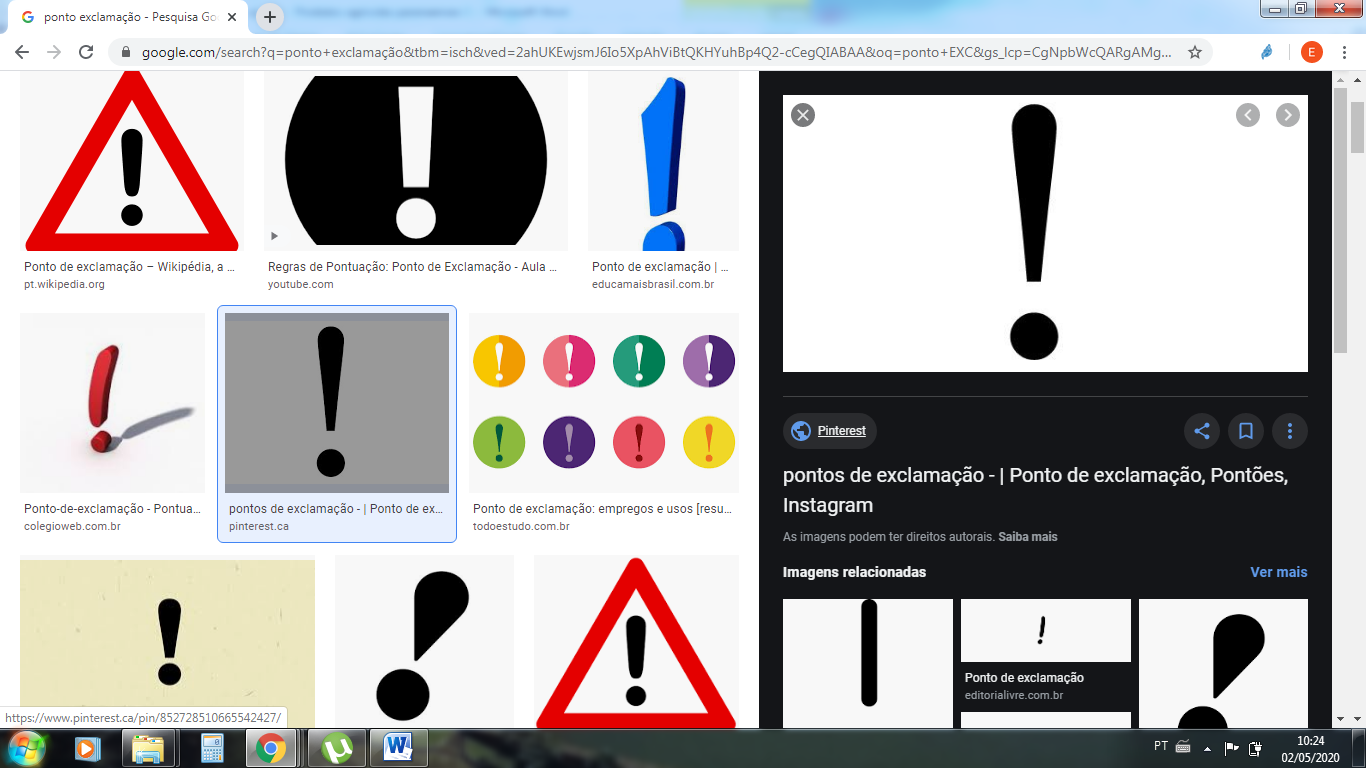 ponto exclamação - Pesquisa Go
google.com/search?q=ponto+exclamação&tbm=isch&ved=2ahUKEwjsmJ6Io5XpAhViBtQKHYuhBp4Q2-cCegQIABAA&oq=ponto+EXC&gs_lcp=CgNpbWcQARgAMg...
E
Ponto de exclamação – Wikipédia, a ...
pt.wikipedia.org
Regras de Pontuação: Ponto de Exclamação - Aula ...
youtube.com
Ponto de exclamação | ...
educamaisbrasil.com.br
Ponto-de-exclamação - Pontua...
colegioweb.com.br
pontos de exclamação - | Ponto de ex...
pinterest.ca
Ponto de exclamação: empregos e usos [resu...
todoestudo.com.br
Pinterest
pontos de exclamação - | Ponto de exclamação, Pontões,
Instagram
As imagens podem ter direitos autorais. Saiba mais
Imagens relacionadas
Ver mais
Ponto de exclamação
editorialivre.com.br
https://www.pinterest.ca/pin/852728510665542427/
PT
10:24
02/05/2020